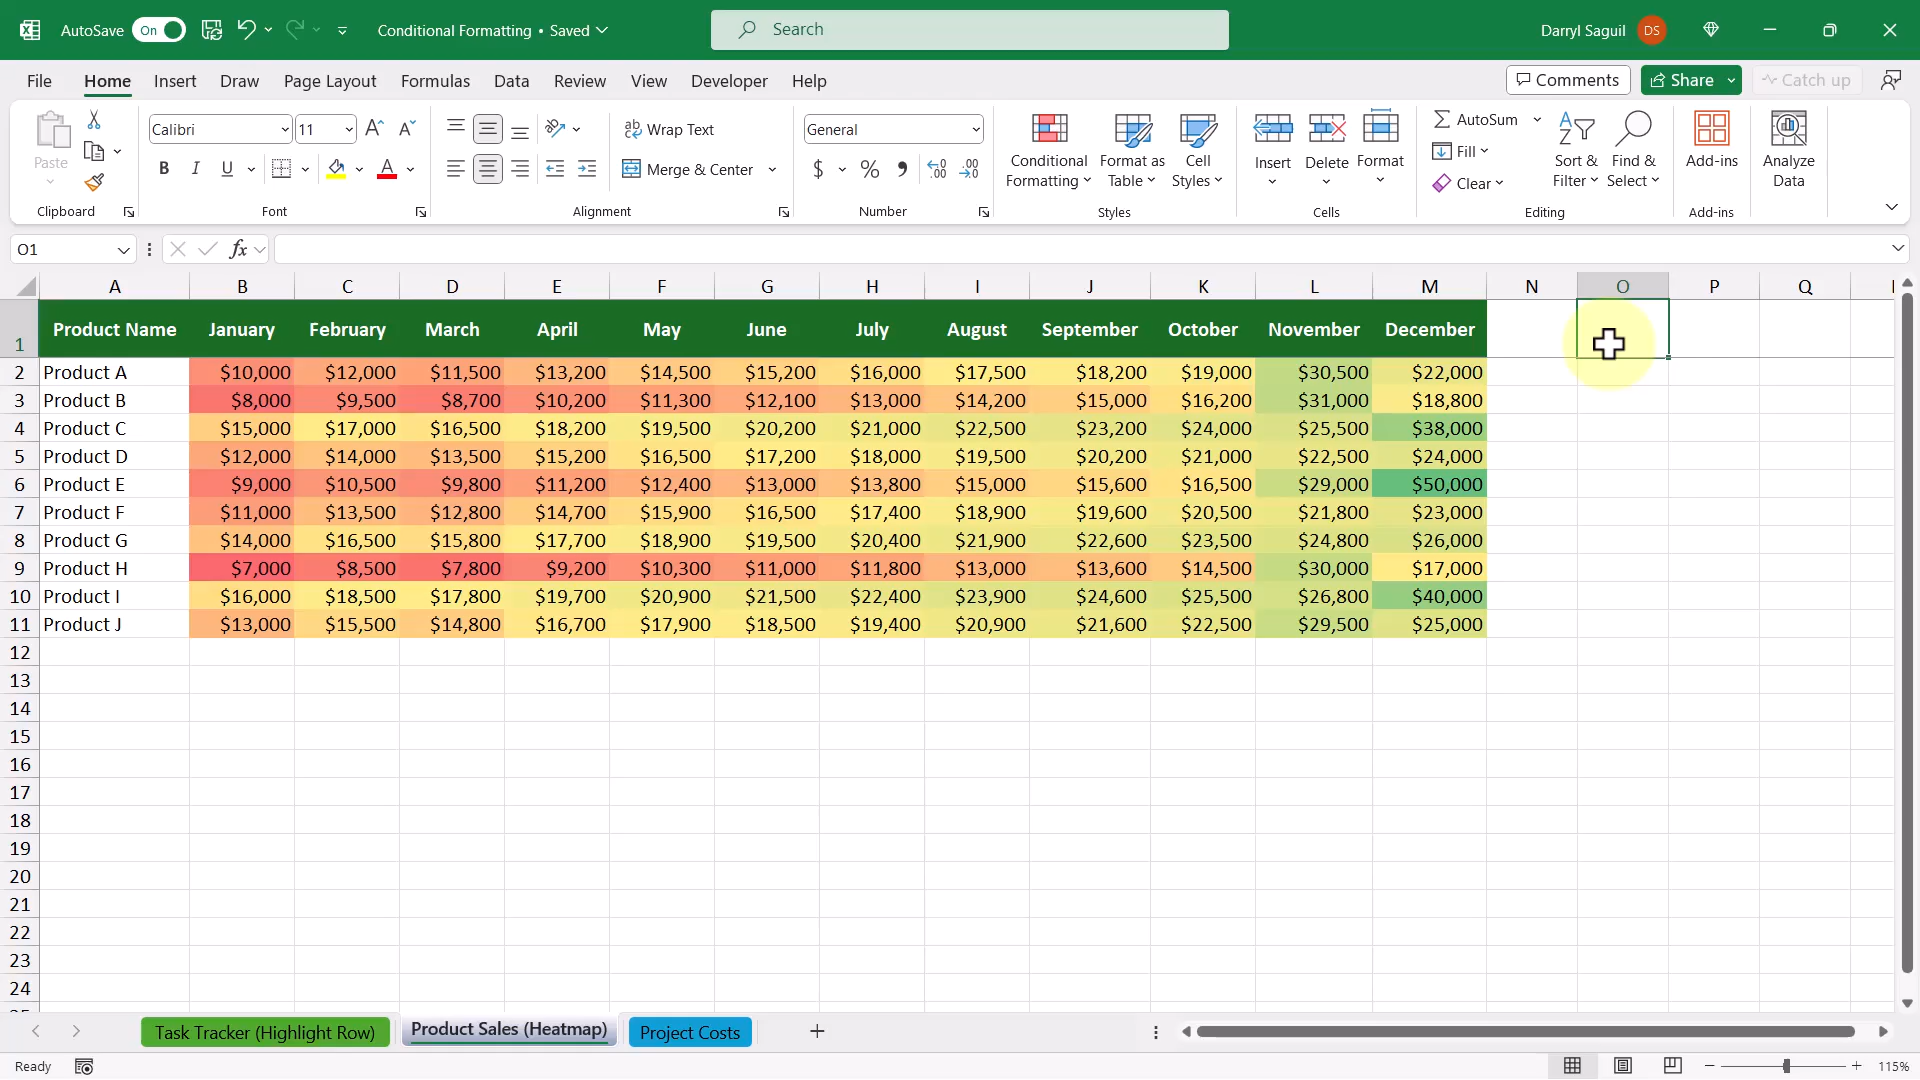 AutoSave On Conditional Formatting • Saved Search Darryl Saguil DS
File Home Insert Draw Page Layout Formulas Data Review View Developer Help Comments Share Catch up
Paste Calibri 11 B I U A Wrap Text Merge & Center General $ % Conditional Formatting Format as Table Cell Styles Insert Delete Format AutoSum Fill Clear Sort & Filter Find & Select Add-ins Analyze Data
Clipboard Font Alignment Number Styles Cells Editing Add-ins
O1 fx
A B C D E F G H I J K L M N O P Q
1 Product Name January February March April May June July August September October November December
2 Product A $10,000 $12,000 $11,500 $13,200 $14,500 $15,200 $16,000 $17,500 $18,200 $19,000 $30,500 $22,000
3 Product B $8,000 $9,500 $8,700 $10,200 $11,300 $12,100 $13,000 $14,200 $15,000 $16,200 $31,000 $18,800
4 Product C $15,000 $17,000 $16,500 $18,200 $19,500 $20,200 $21,000 $22,500 $23,200 $24,000 $25,500 $38,000
5 Product D $12,000 $14,000 $13,500 $15,200 $16,500 $17,200 $18,000 $19,500 $20,200 $21,000 $22,500 $24,000
6 Product E $9,000 $10,500 $9,800 $11,200 $12,400 $13,000 $13,800 $15,000 $15,600 $16,500 $29,000 $50,000
7 Product F $11,000 $13,500 $12,800 $14,700 $15,900 $16,500 $17,400 $18,900 $19,600 $20,500 $21,800 $23,000
8 Product G $14,000 $16,500 $15,800 $17,700 $18,900 $19,500 $20,400 $21,900 $22,600 $23,500 $24,800 $26,000
9 Product H $7,000 $8,500 $7,800 $9,200 $10,300 $11,000 $11,800 $13,000 $13,600 $14,500 $30,000 $17,000
10 Product I $16,000 $18,500 $17,800 $19,700 $20,900 $21,500 $22,400 $23,900 $24,600 $25,500 $26,800 $40,000
11 Product J $13,000 $15,500 $14,800 $16,700 $17,900 $18,500 $19,400 $20,900 $21,600 $22,500 $29,500 $25,000
12
13
14
15
16
17
18
19
20
21
22
23
24
Task Tracker (Highlight Row) Product Sales (Heatmap) Project Costs
Ready 115%